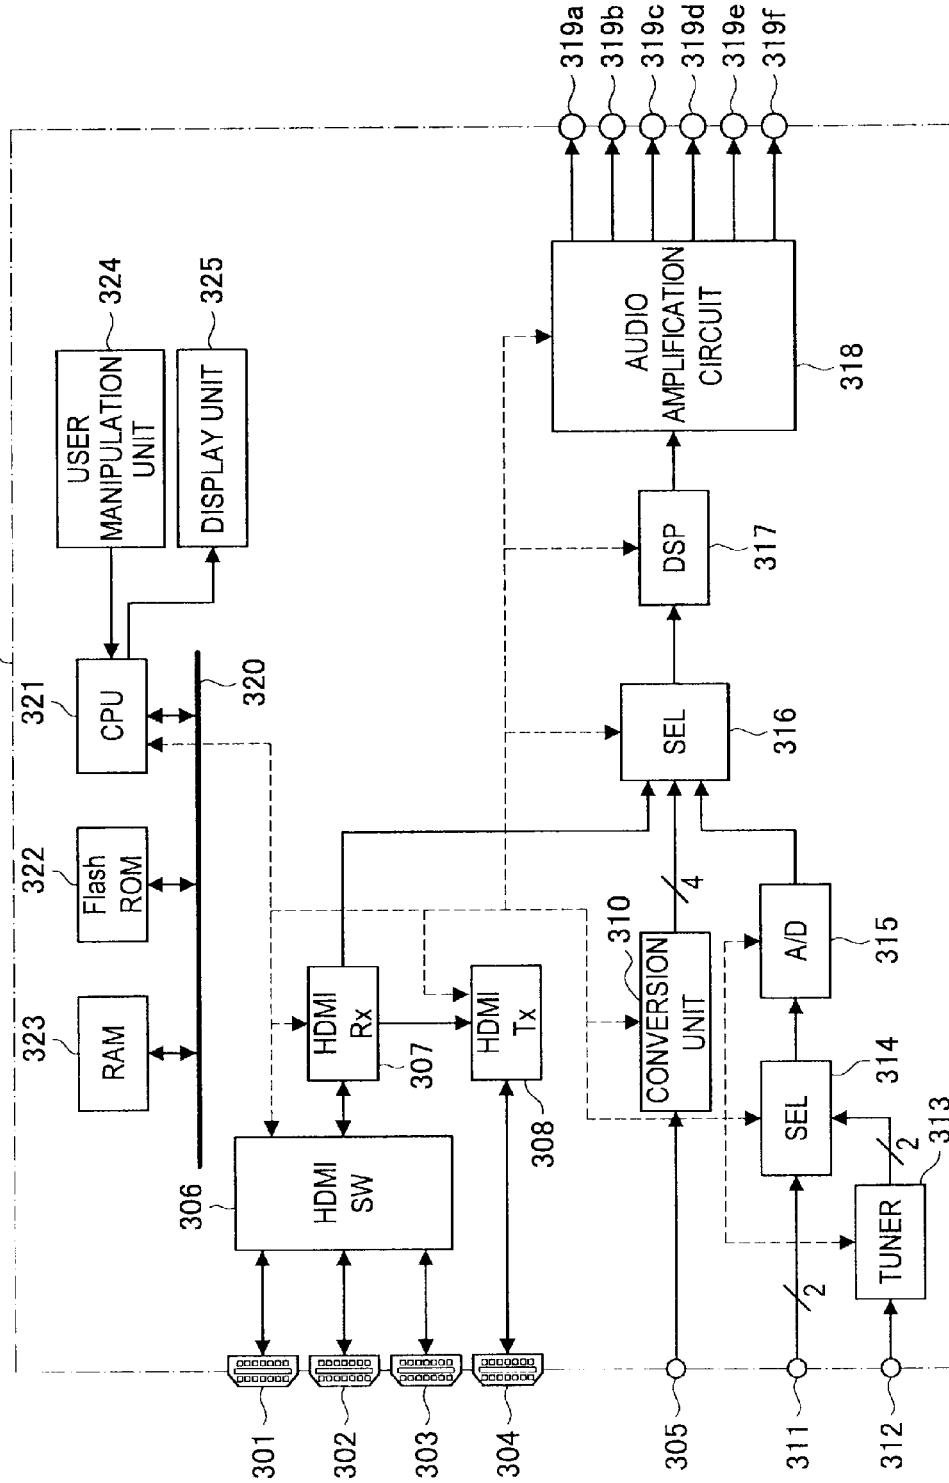 319a
319b
319c
319d
319e
319f
USER
MANIPULATION
UNIT
324
DISPLAY UNIT
325
AUDIO
AMPLIFICATION
CIRCUIT
318
DSP
317
321
CPU
320
SEL
316
322
Flash
ROM
4
310
CONVERSION
UNIT
A/D
315
323
RAM
HDMI
Rx
307
HDMI
Tx
308
SEL
314
2
306
HDMI
SW
TUNER
313
2
301
302
303
304
305
311
312